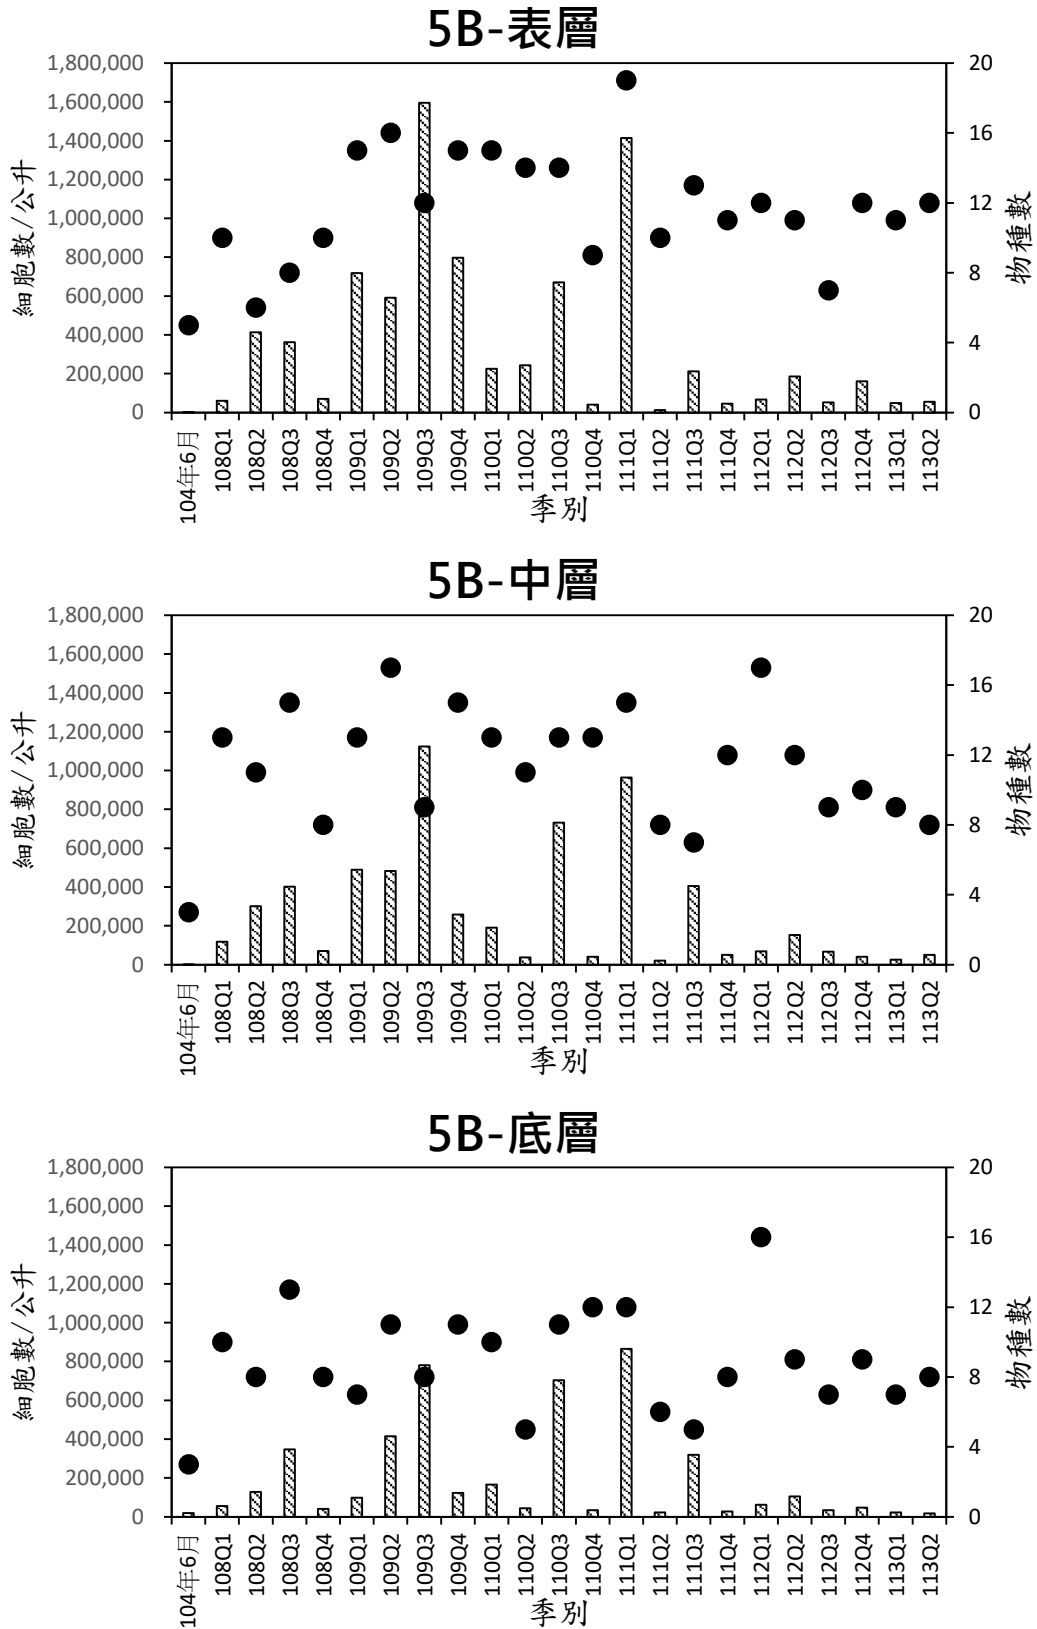 5B-表層
細胞數/公升
1,800,000
1,600,000
1,400,000
1,200,000
1,000,000
800,000
600,000
400,000
200,000
0
20
16
12
8
4
0
物種數
104年6月
108Q1
108Q2
108Q3
108Q4
109Q1
109Q2
109Q3
109Q4
110Q1
110Q2
110Q3
110Q4
111Q1
111Q2
111Q3
111Q4
112Q1
112Q2
112Q3
112Q4
113Q1
113Q2
季別
5B-中層
細胞數/公升
1,800,000
1,600,000
1,400,000
1,200,000
1,000,000
800,000
600,000
400,000
200,000
0
20
16
12
8
4
0
物種數
104年6月
108Q1
108Q2
108Q3
108Q4
109Q1
109Q2
109Q3
109Q4
110Q1
110Q2
110Q3
110Q4
111Q1
111Q2
111Q3
111Q4
112Q1
112Q2
112Q3
112Q4
113Q1
113Q2
季別
5B-底層
細胞數/公升
1,800,000
1,600,000
1,400,000
1,200,000
1,000,000
800,000
600,000
400,000
200,000
0
20
16
12
8
4
0
物種數
104年6月
108Q1
108Q2
108Q3
108Q4
109Q1
109Q2
109Q3
109Q4
110Q1
110Q2
110Q3
110Q4
111Q1
111Q2
111Q3
111Q4
112Q1
112Q2
112Q3
112Q4
113Q1
113Q2
季別